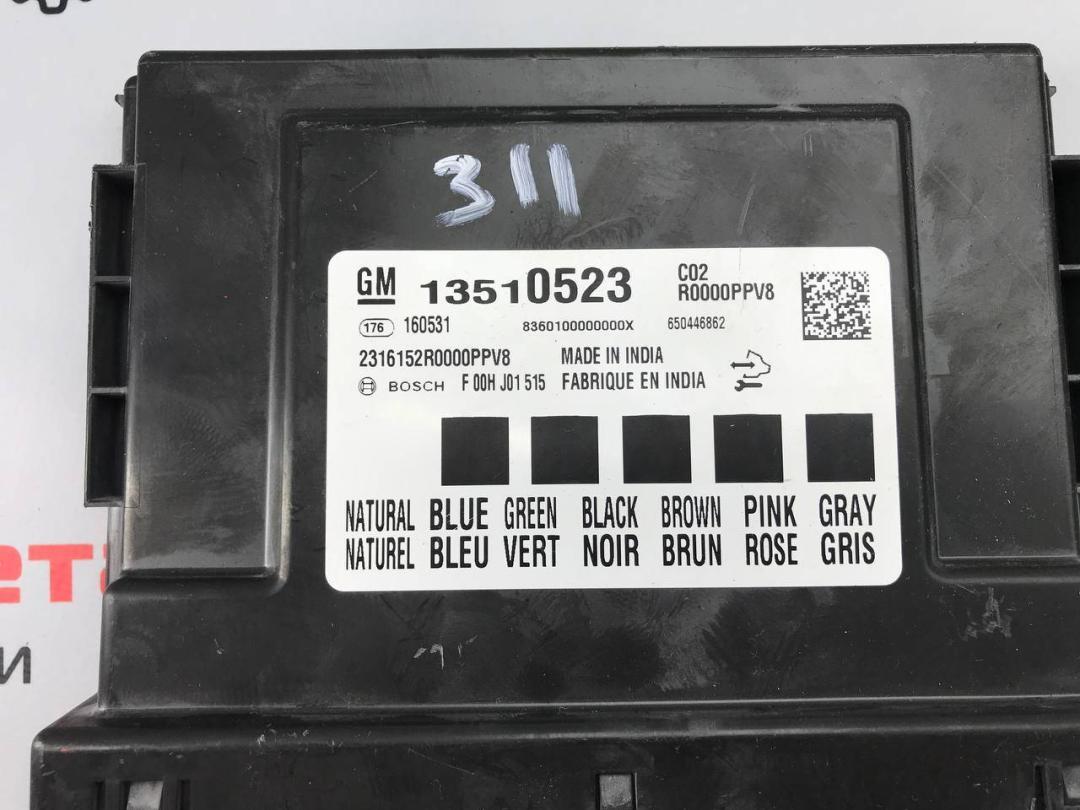 311
GM 13510523 C02
R0000PPV8
176 160531 8360100000000X 650446862
2316152R0000PPV8 MADE IN INDIA
BOSCH F 00H J01 515 FABRIQUE EN INDIA
NATURAL BLUE GREEN BLACK BROWN PINK GRAY
NATUREL BLEU VERT NOIR BRUN ROSE GRIS